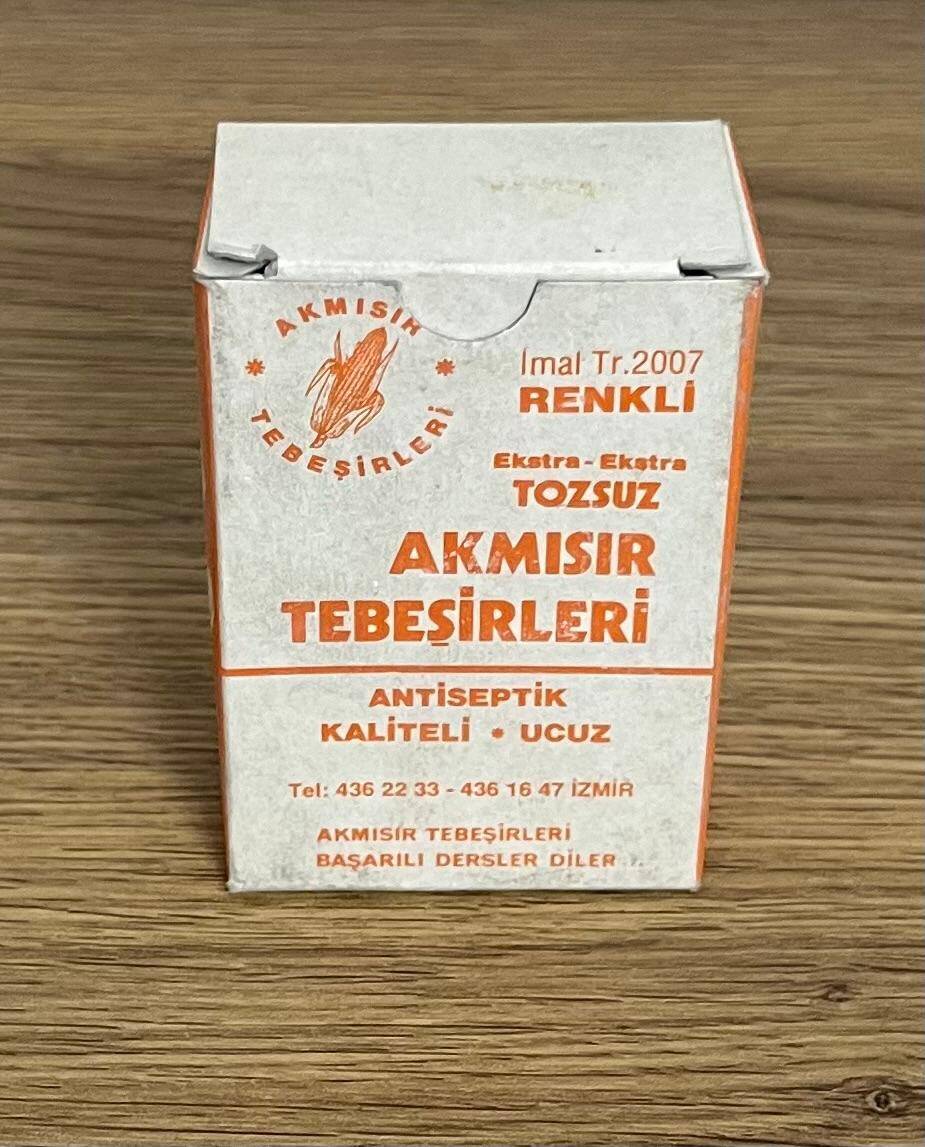 AKMISIR
TEBEŞİRLERİ
İmal Tr.2007
RENKLİ
Ekstra - Ekstra
TOZSUZ
AKMISIR
TEBEŞİRLERİ
ANTİSEPTİK
KALİTELİ * UCUZ
Tel: 436 22 33 - 436 16 47 İZMİR
AKMISIR TEBEŞİRLERİ
BAŞARILI DERSLER DİLER